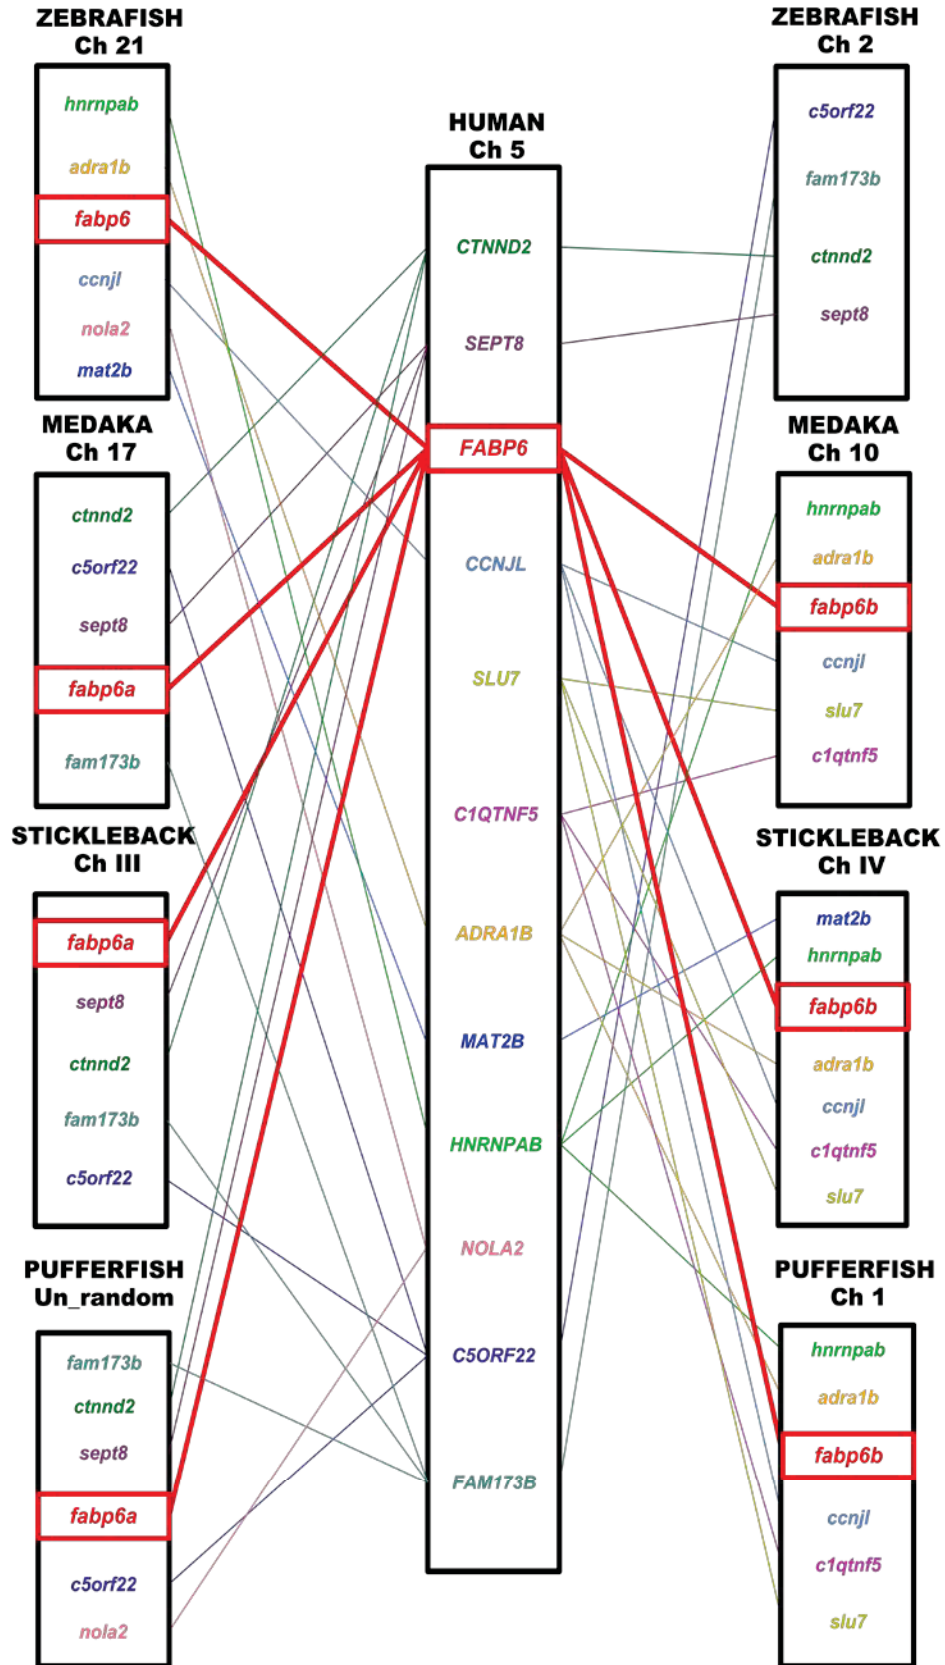 ZEBRAFISH
Ch 21
hnrnpab
adra1b
fabp6
ccnjl
nola2
mat2b
MEDAKA
Ch 17
ctnnd2
c5orf22
sept8
fabp6a
fam173b
STICKLEBACK
Ch III
fabp6a
sept8
ctnnd2
fam173b
c5orf22
PUFFERFISH
Un_random
fam173b
ctnnd2
sept8
fabp6a
c5orf22
nola2
HUMAN
Ch 5
CTNND2
SEPT8
FABP6
CCNJL
SLU7
C1QTNF5
ADRA1B
MAT2B
HNRNPAB
NOLA2
C5ORF22
FAM173B
ZEBRAFISH
Ch 2
c5orf22
fam173b
ctnnd2
sept8
MEDAKA
Ch 10
hnrnpab
adra1b
fabp6b
ccnjl
slu7
c1qtnf5
STICKLEBACK
Ch IV
mat2b
hnrnpab
fabp6b
adra1b
ccnjl
c1qtnf5
slu7
PUFFERFISH
Ch 1
hnrnpab
adra1b
fabp6b
ccnjl
c1qtnf5
slu7